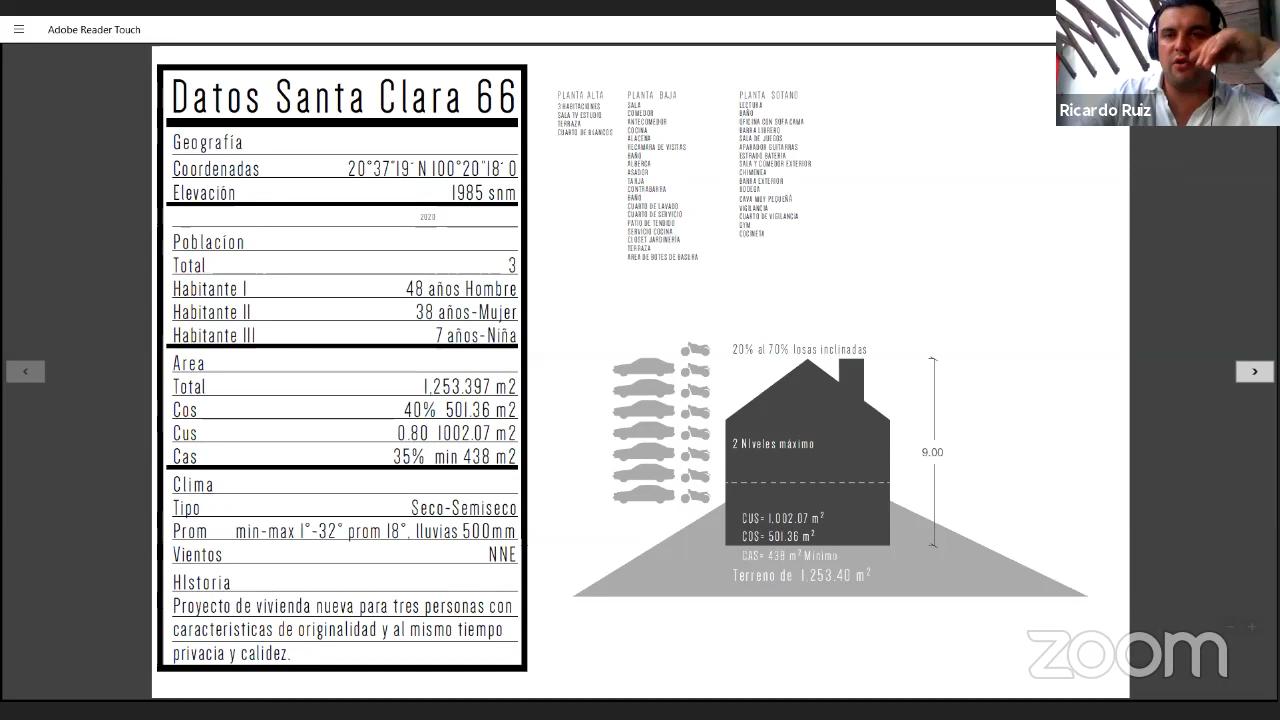 Adobe Reader Touch
Ricardo Ruiz
Datos Santa Clara 66
Geografía
Coordenadas 20°37"19´ N 100°20"18´ O
Elevación 1985 snm
2020
Poblacíon
Total 3
Habitante I 48 años Hombre
Habitante II 38 años-Mujer
Habitante III 7 años-Niña
Area
Total 1,253.397 m2
Cos 40% 501.36 m2
Cus 0.80 1002.07 m2
Cas 35% min 438 m2
Clima
Tipo Seco-Semiseco
Prom min-max 1°-32° prom 18°, lluvias 500mm
Vientos NNE
HIstoria
Proyecto de vivienda nueva para tres personas con
caracteristicas de originalidad y al mismo tiempo
privacia y calidez.
PLANTA ALTA
3 HABITACIONES
SALA TV ESTUDIO
TERRAZA
CUARTO DE BLANCOS
PLANTA BAJA
SALA
COMEDOR
ANTECOMEDOR
COCINA
ALACENA
RECAMARA DE VISITAS
BAÑO
ALBERCA
ASADOR
TARJA
CONTRABARRA
BAÑO
CUARTO DE LAVADO
CUARTO DE SERVICIO
PATIO DE TENDIDO
SERVICIO COCINA
CLOSET JARDINERÍA
TERRAZA
AREA DE BOTES DE BASURA
PLANTA SOTANO
LECTURA
BAÑO
OFICINA CON SOFA CAMA
BARRA LIBRERO
SALA DE JUEGOS
APARADOR GUITARRAS
ESTRADO BATERIA
SALA Y COMEDOR EXTERIOR
CHIMENEA
BARRA EXTERIOR
BODEGA
CAVA MUY PEQUEÑA
VIGILANCIA
CUARTO DE VIGILANCIA
GYM
COCINETA
20% al 70% losas inclinadas
2 NIveles máximo
9.00
CUS= 1,002.07 m²
COS= 501.36 m²
CAS= 438 m² Mínimo
Terreno de 1,253.40 m²
zoom